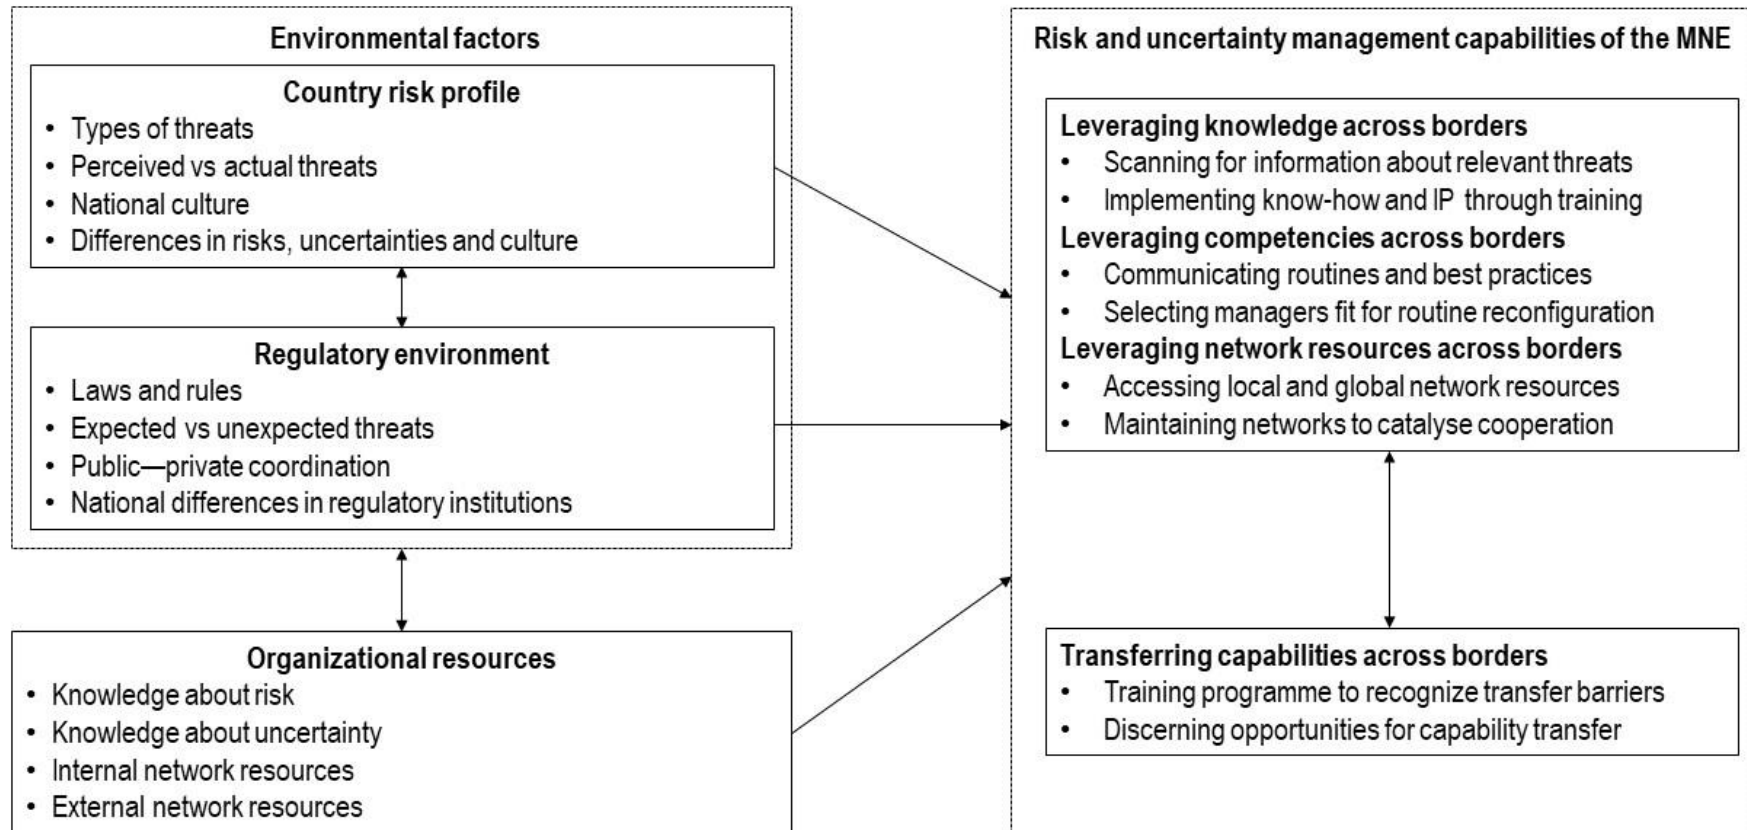 Environmental factors
Country risk profile
• Types of threats
• Perceived vs actual threats
• National culture
• Differences in risks, uncertainties and culture
Regulatory environment
• Laws and rules
• Expected vs unexpected threats
• Public—private coordination
• National differences in regulatory institutions
Organizational resources
• Knowledge about risk
• Knowledge about uncertainty
• Internal network resources
• External network resources
Risk and uncertainty management capabilities of the MNE
Leveraging knowledge across borders
• Scanning for information about relevant threats
• Implementing know-how and IP through training
Leveraging competencies across borders
• Communicating routines and best practices
• Selecting managers fit for routine reconfiguration
Leveraging network resources across borders
• Accessing local and global network resources
• Maintaining networks to catalyse cooperation
Transferring capabilities across borders
• Training programme to recognize transfer barriers
• Discerning opportunities for capability transfer